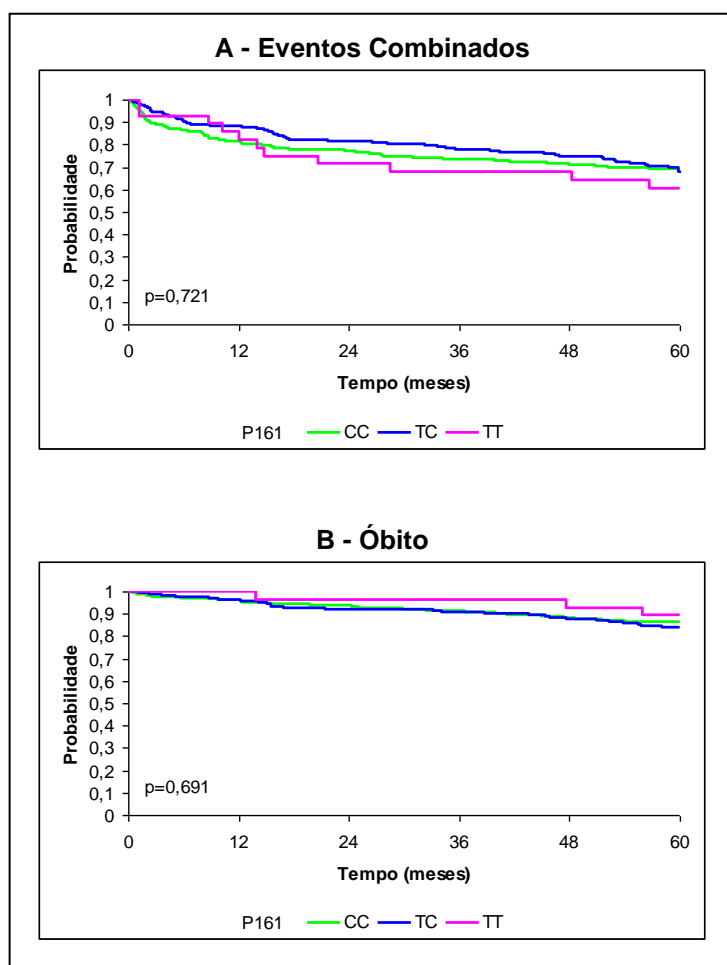 A - Eventos Combinados
1
0,9
0,8
0,7
0,6
0,5
0,4
0,3
0,2
0,1
0
Probabilidade
p=0,721
0 12 24 36 48 60
Tempo (meses)
P161 CC TC TT
B - Óbito
1
0,9
0,8
0,7
0,6
0,5
0,4
0,3
0,2
0,1
0
Probabilidade
p=0,691
0 12 24 36 48 60
Tempo (meses)
P161 CC TC TT